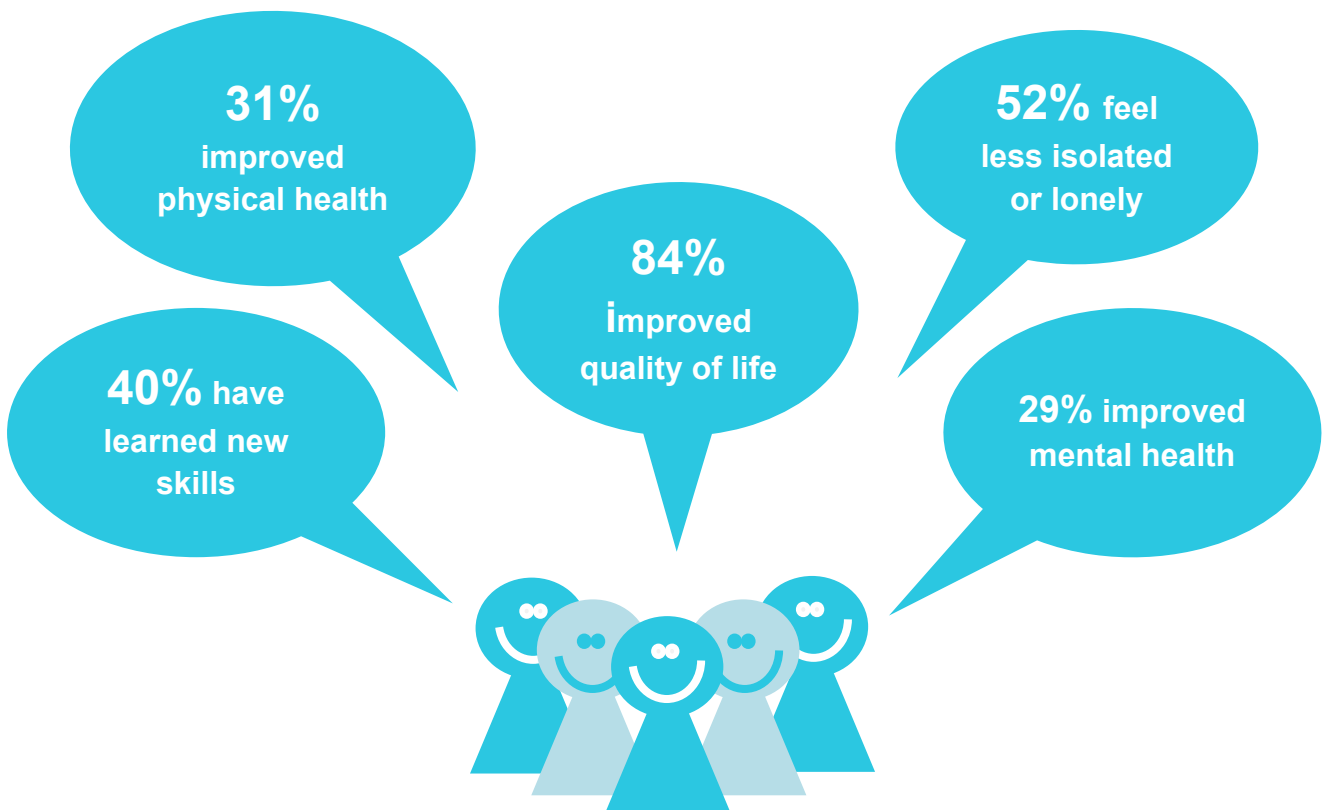 31%
improved
physical health
52% feel
less isolated
or lonely
84%
improved
quality of life
40% have
learned new
skills
29% improved
mental health